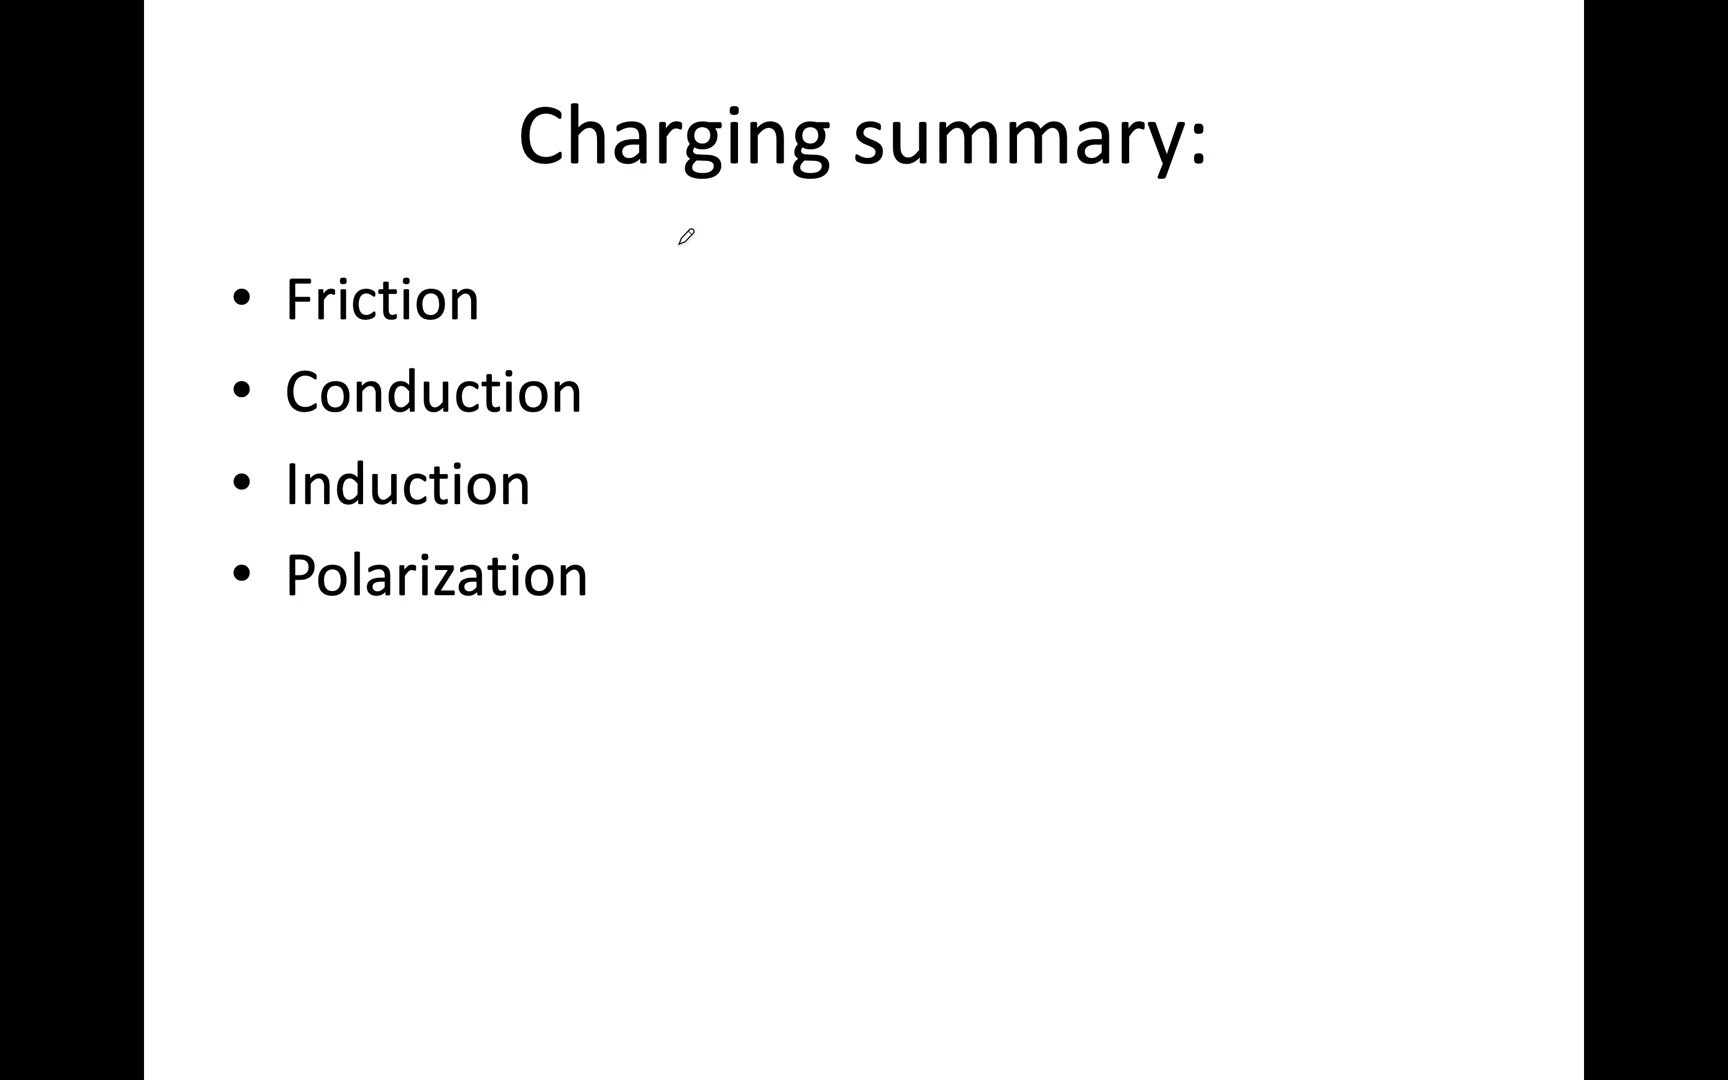 Charging summary:
• Friction
• Conduction
• Induction
• Polarization